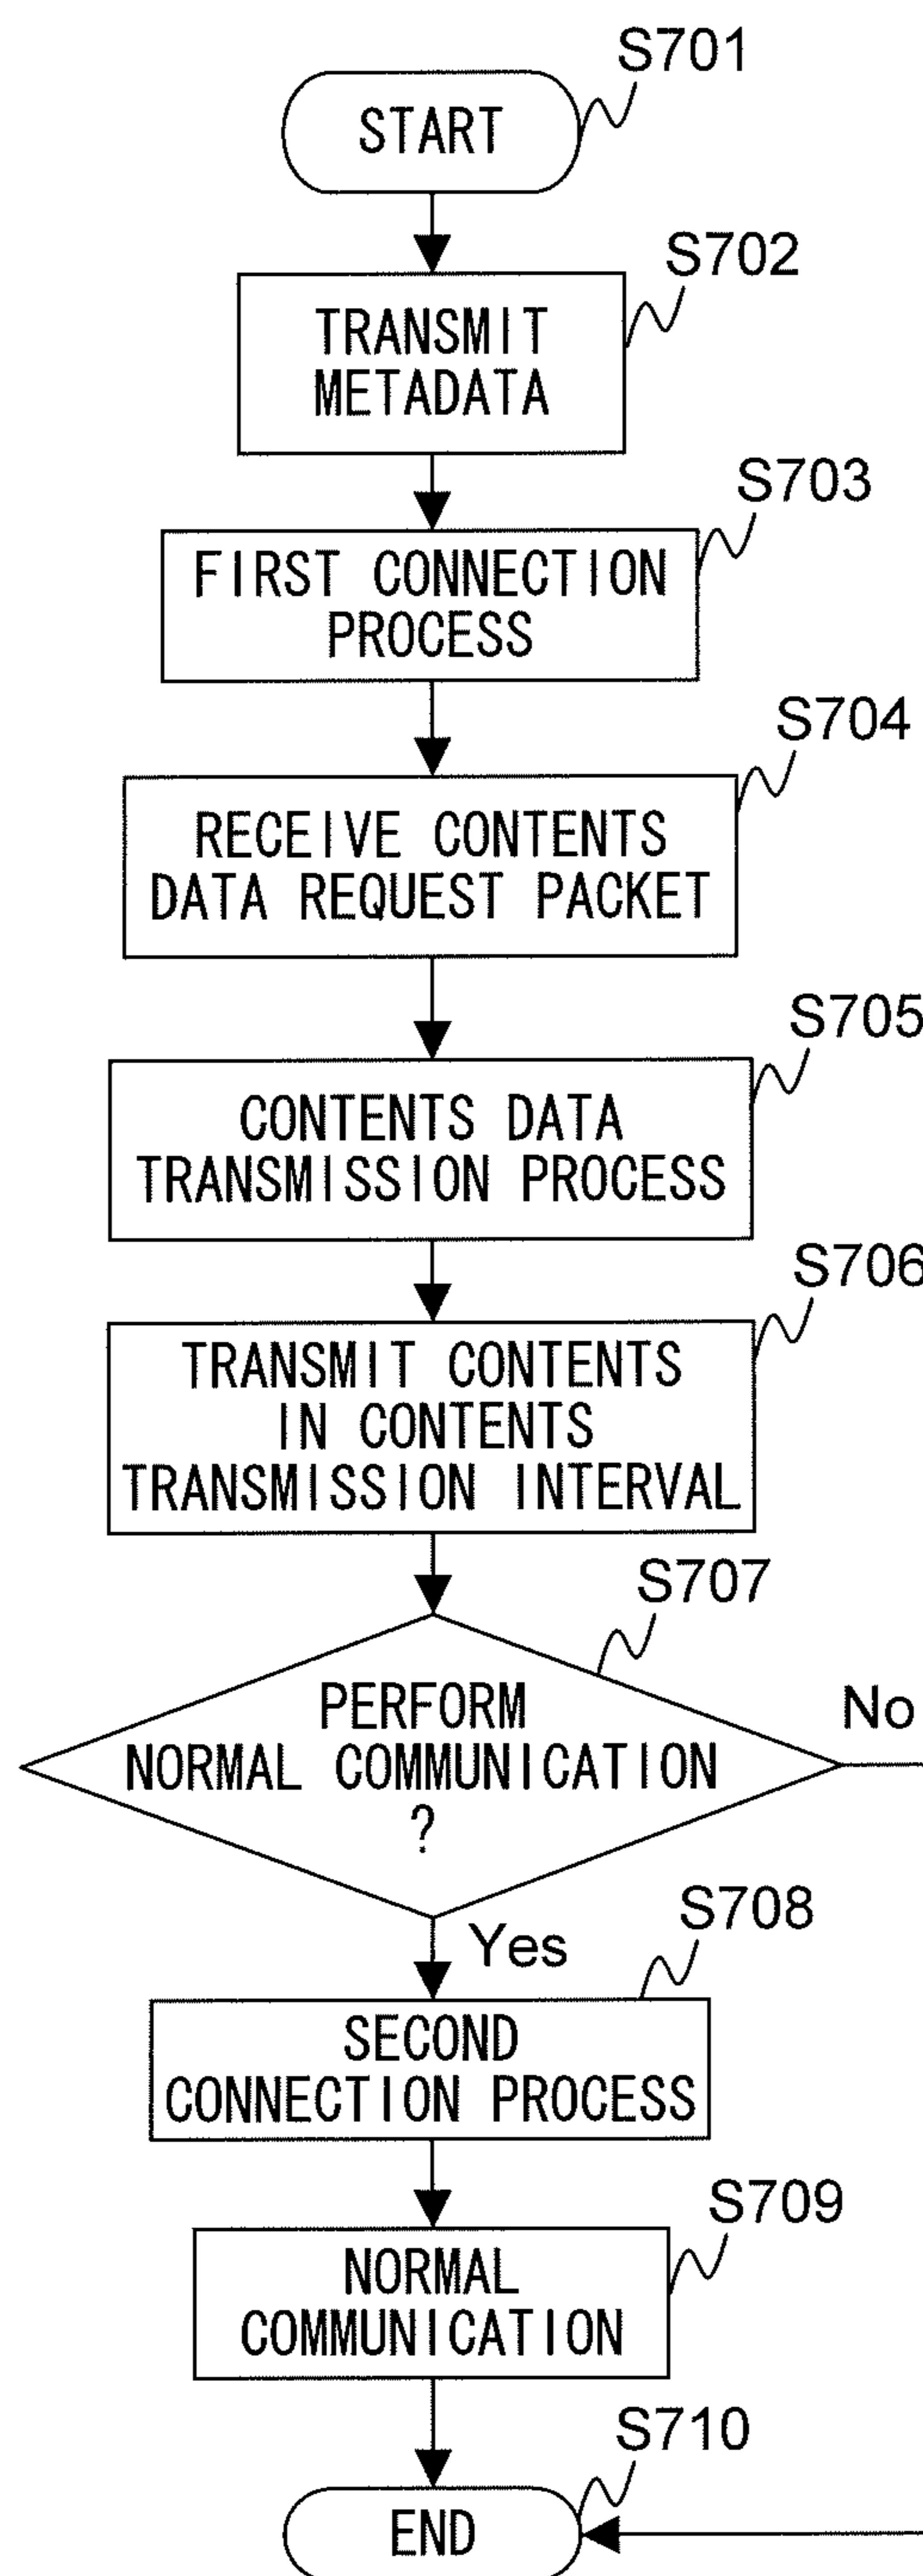 S701
START
S702
TRANSMIT
METADATA
S703
FIRST CONNECTION
PROCESS
S704
RECEIVE CONTENTS
DATA REQUEST PACKET
S705
CONTENTS DATA
TRANSMISSION PROCESS
S706
TRANSMIT CONTENTS
IN CONTENTS
TRANSMISSION INTERVAL
S707
PERFORM
No
NORMAL COMMUNICATION
?
S708
Yes
SECOND
CONNECTION PROCESS
S709
NORMAL
COMMUNICATION
S710
END